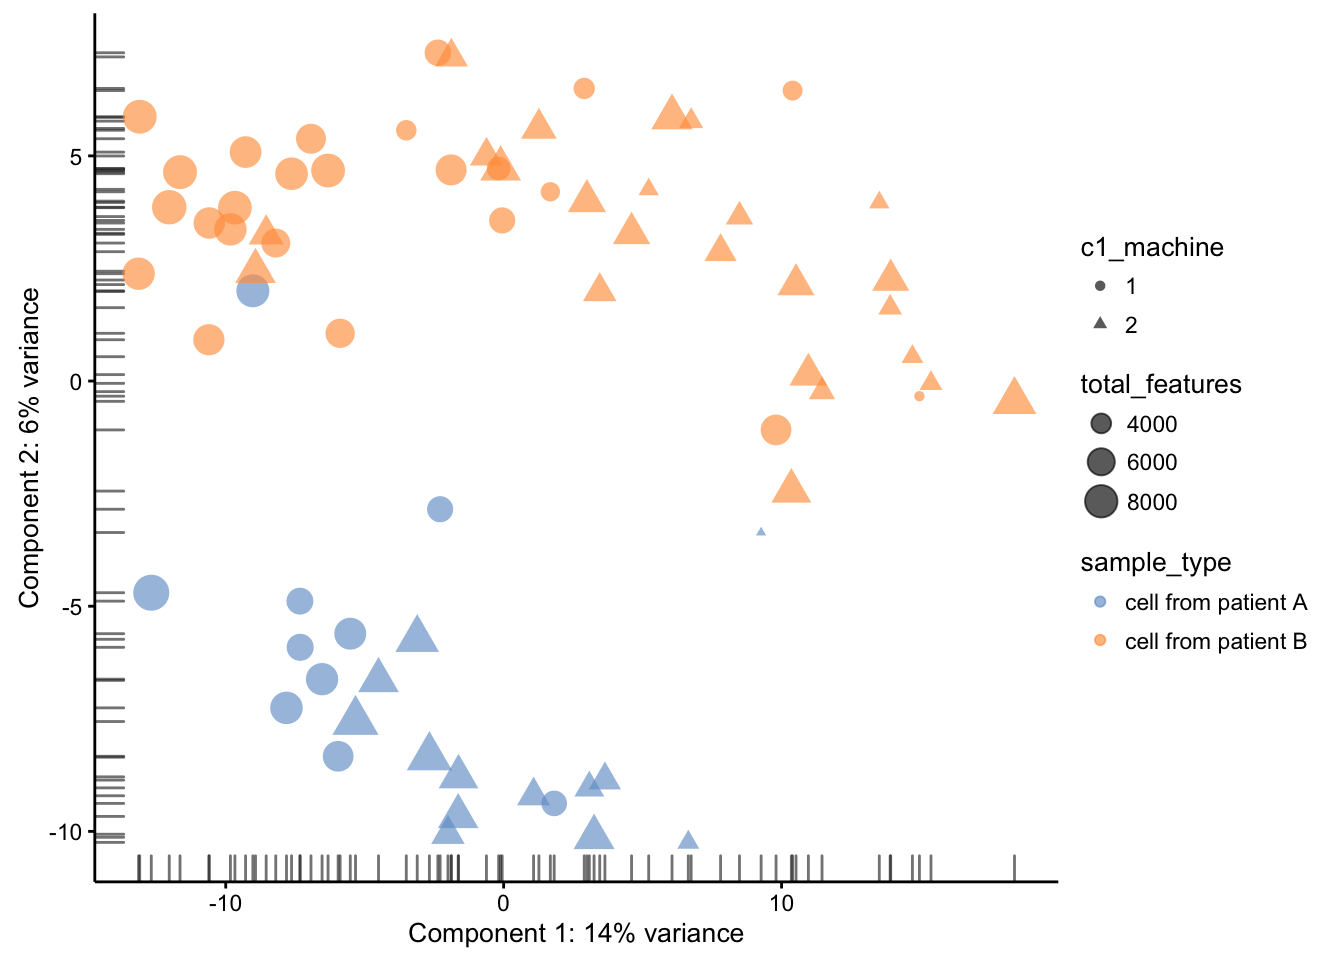 5
0
-5
-10
-10
0
10
Component 1: 14% variance
Component 2: 6% variance
c1_machine
1
2
total_features
4000
6000
8000
sample_type
cell from patient A
cell from patient B